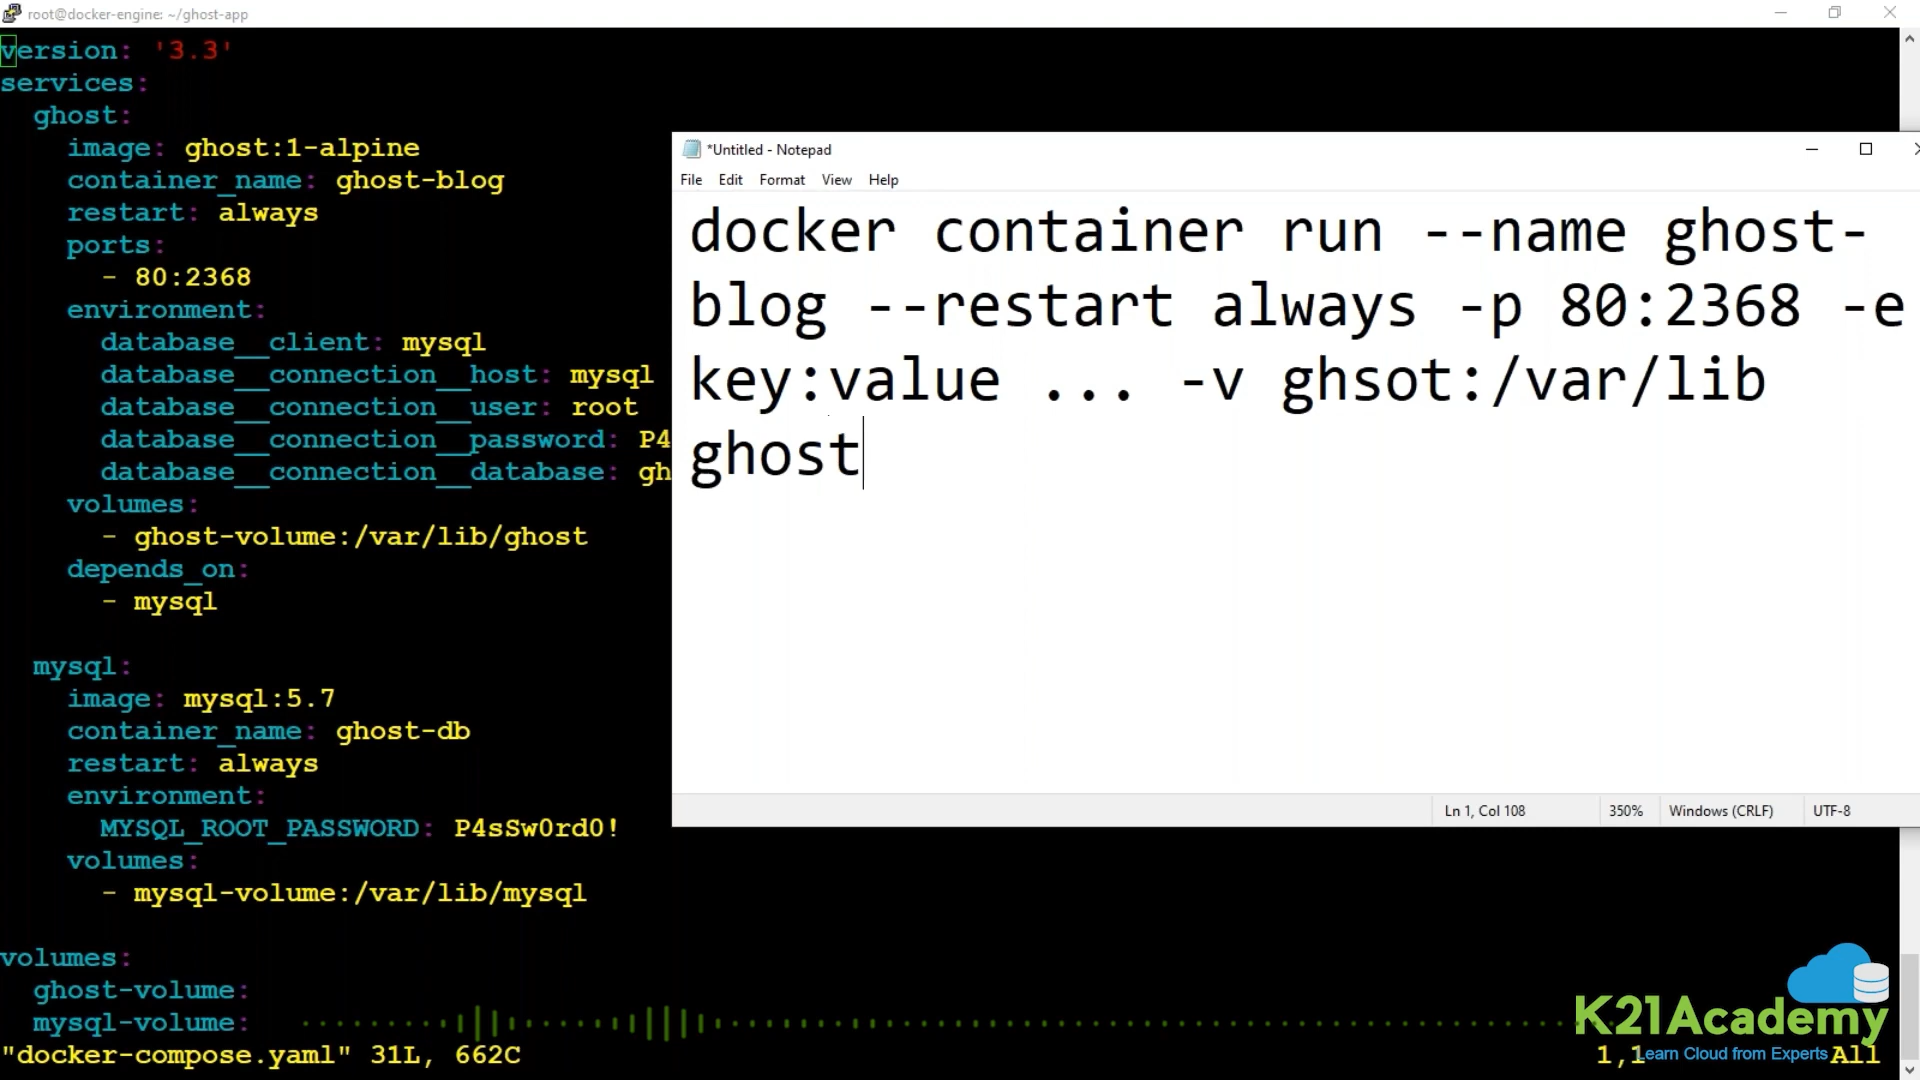 root@docker-engine: ~/ghost-app
version: '3.3'
services:
ghost:
image: ghost:1-alpine
container_name: ghost-blog
restart: always
ports:
- 80:2368
environment:
database__client: mysql
database__connection__host: mysql
database__connection__user: root
database__connection__password: P4
database__connection__database: gh
volumes:
- ghost-volume:/var/lib/ghost
depends_on:
- mysql
mysql:
image: mysql:5.7
container_name: ghost-db
restart: always
environment:
MYSQL_ROOT_PASSWORD: P4sSw0rd0!
volumes:
- mysql-volume:/var/lib/mysql
volumes:
ghost-volume:
mysql-volume:
"docker-compose.yaml" 31L, 662C
1,1
All
*Untitled - Notepad
File Edit Format View Help
docker container run --name ghost-
blog --restart always -p 80:2368 -e
key:value ... -v ghsot:/var/lib
ghost
Ln 1, Col 108
350%
Windows (CRLF)
UTF-8
K21Academy
Learn Cloud from Experts